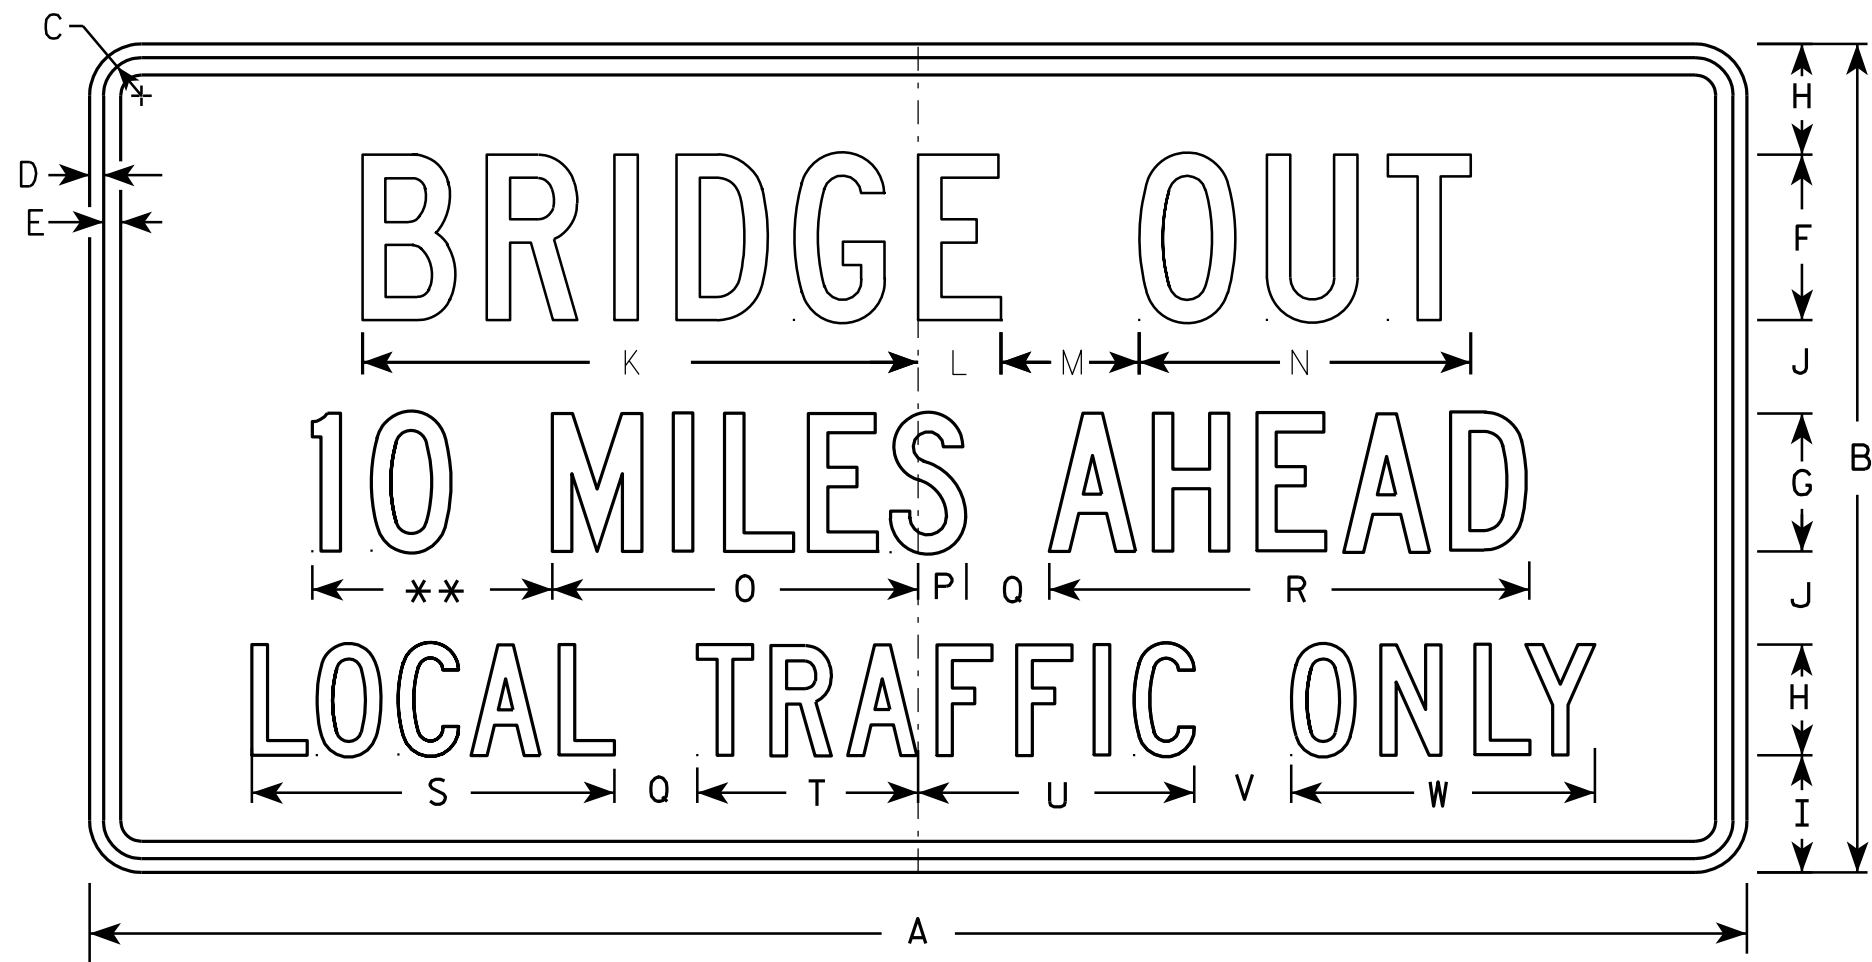 C
H
D
E
BRIDGE OUT
F
K L M N
J
10 MILES AHEAD
G
B
** O P Q R
J
LOCAL TRAFFIC ONLY
H
S Q T U V W
I
A